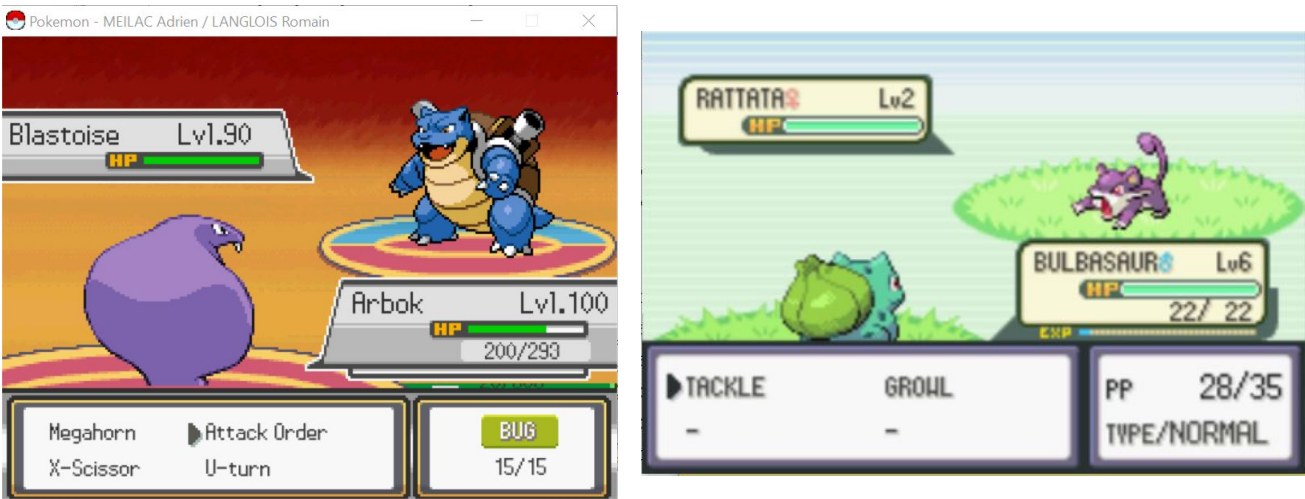 Pokemon - MEILAC Adrien / LANGLOIS Romain
Blastoise Lvl.90
HP
Arbok Lvl.100
HP
200/293
Megahorn Attack Order
X-Scissor U-turn
BUG
15/15
RATTATA♀ Lv2
HP
BULBASAUR♂ Lv6
HP
22/ 22
EXP
TACKLE GROWL
- -
PP 28/35
TYPE/NORMAL